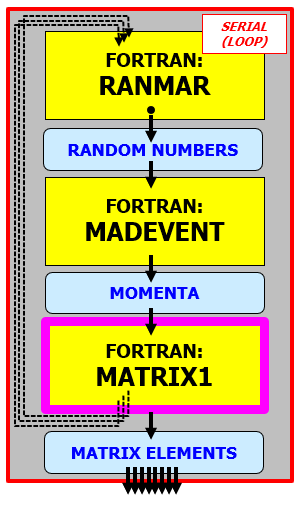 SERIAL
(LOOP)
FORTRAN:
RANMAR
RANDOM NUMBERS
FORTRAN:
MADEVENT
MOMENTA
FORTRAN:
MATRIX1
MATRIX ELEMENTS